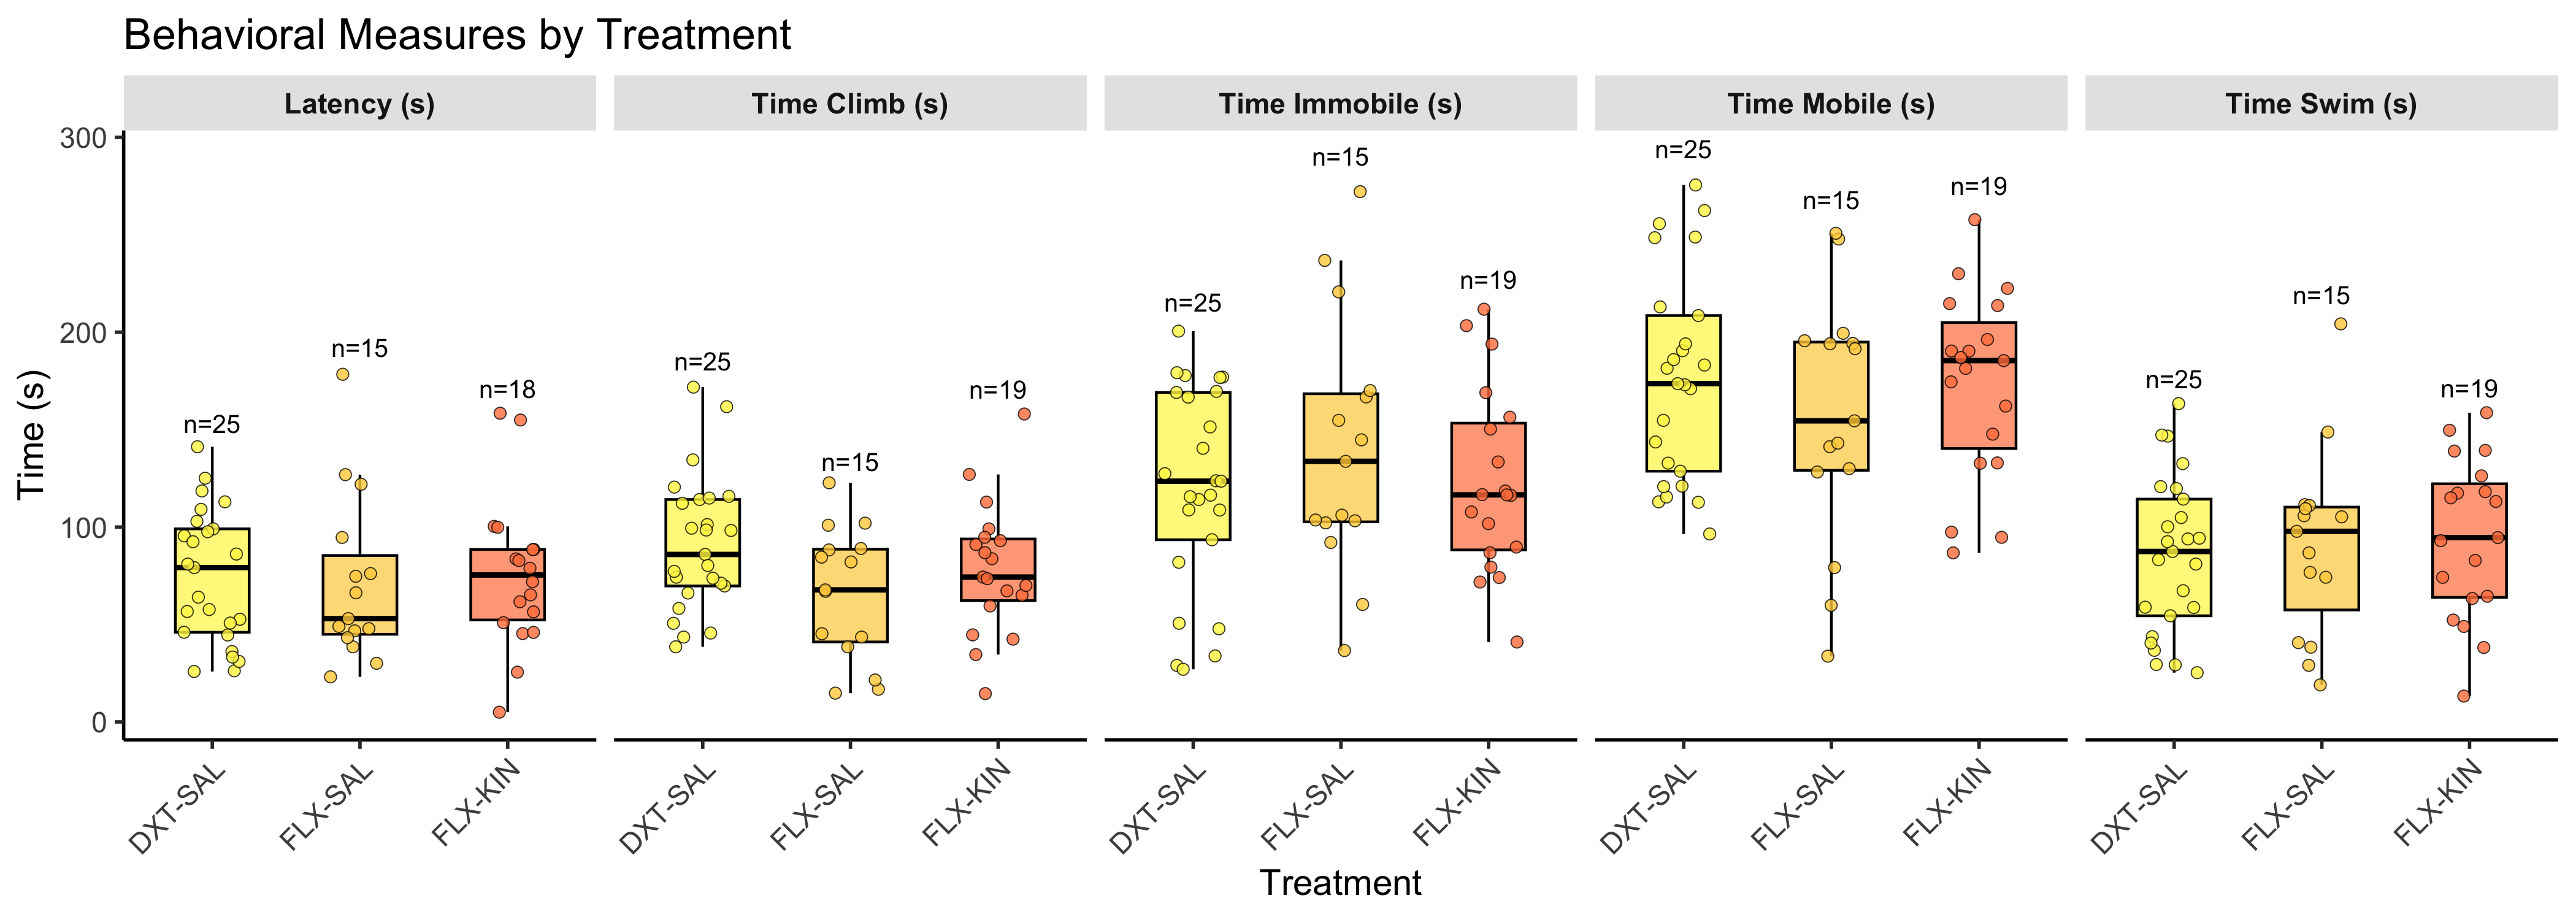 Behavioral Measures by Treatment
Latency (s)
Time Climb (s)
Time Immobile (s)
Time Mobile (s)
Time Swim (s)
Time (s)
300
200
100
0
n=25
n=15
n=18
n=25
n=15
n=19
n=25
n=15
n=19
n=25
n=15
n=19
n=25
n=15
n=19
DXT-SAL
FLX-SAL
FLX-KIN
DXT-SAL
FLX-SAL
FLX-KIN
DXT-SAL
FLX-SAL
FLX-KIN
DXT-SAL
FLX-SAL
FLX-KIN
DXT-SAL
FLX-SAL
FLX-KIN
Treatment